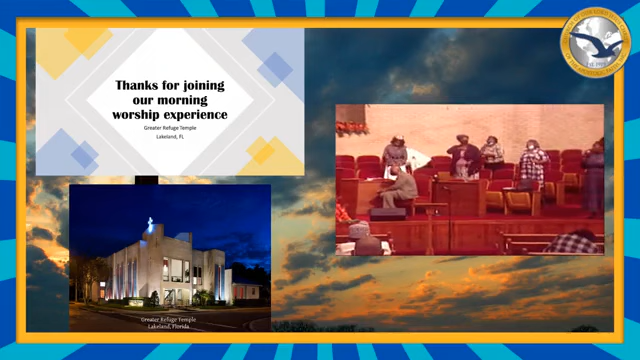 Thanks for joining
our morning
worship experience
Greater Refuge Temple
Lakeland, FL
Greater Refuge Temple
Lakeland, Florida